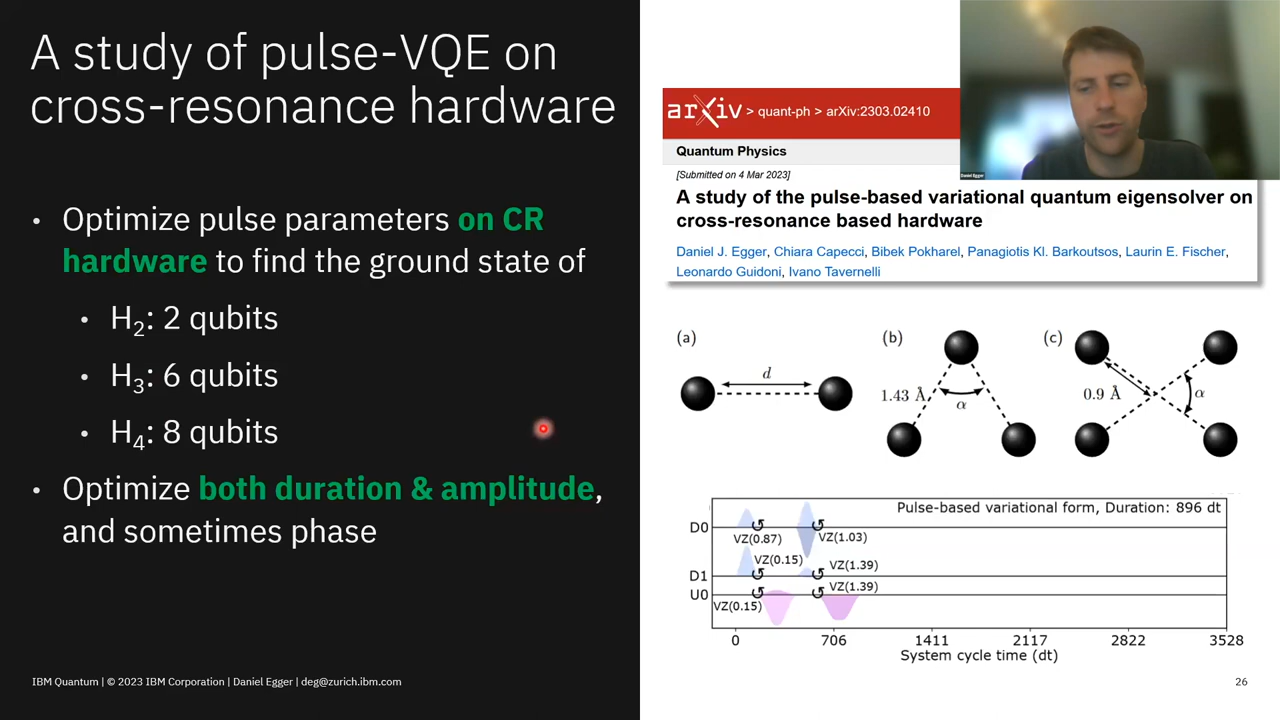 A study of pulse-VQE on
cross-resonance hardware
• Optimize pulse parameters on CR
hardware to find the ground state of
• H₂: 2 qubits
• H₃: 6 qubits
• H₄: 8 qubits
• Optimize both duration & amplitude,
and sometimes phase
IBM Quantum | © 2023 IBM Corporation | Daniel Egger | deg@zurich.ibm.com
Daniel Egger
arXiv > quant-ph > arXiv:2303.02410
Quantum Physics
[Submitted on 4 Mar 2023]
A study of the pulse-based variational quantum eigensolver on
cross-resonance based hardware
Daniel J. Egger, Chiara Capecci, Bibek Pokharel, Panagiotis Kl. Barkoutsos, Laurin E. Fischer,
Leonardo Guidoni, Ivano Tavernelli
(a)
d
(b)
1.43 Å
α
(c)
0.9 Å
α
Pulse-based variational form, Duration: 896 dt
D0
VZ(0.87)
VZ(1.03)
VZ(0.15)
VZ(1.39)
D1
VZ(1.39)
U0
VZ(0.15)
0 706 1411 2117 2822 3528
System cycle time (dt)
26